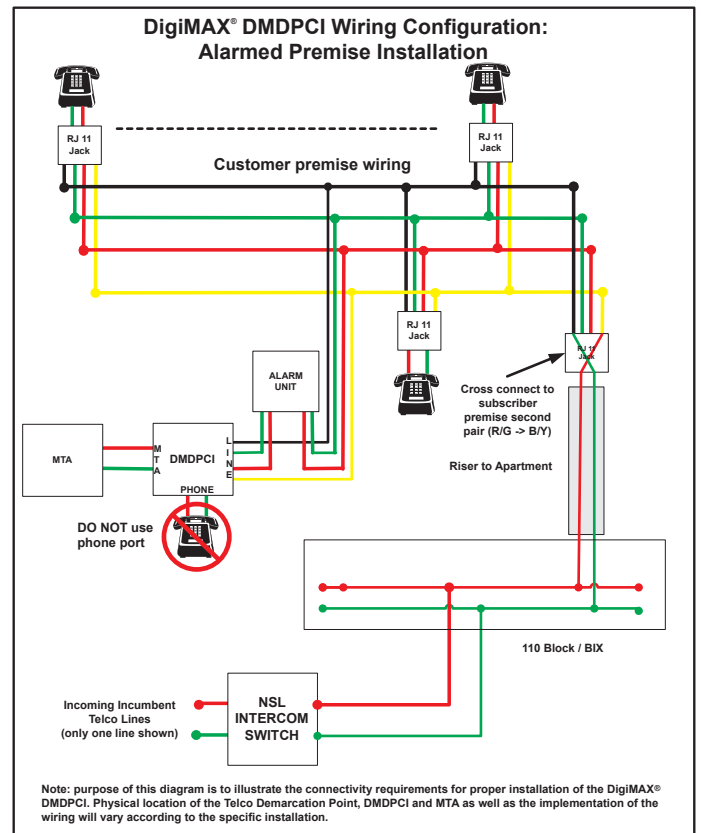 DigiMAX® DMDPCI Wiring Configuration:
Alarmed Premise Installation
RJ 11
Jack
RJ 11
Jack
Customer premise wiring
RJ 11
Jack
RJ 11
Jack
ALARM
UNIT
Cross connect to
subscriber
premise second
pair (R/G -> B/Y)
MTA
MTA
DMDPCI
LINE
PHONE
Riser to Apartment
DO NOT use
phone port
110 Block / BIX
Incoming Incumbent
Telco Lines
(only one line shown)
NSL
INTERCOM
SWITCH
Note: purpose of this diagram is to illustrate the connectivity requirements for proper installation of the DigiMAX®
DMDPCI. Physical location of the Telco Demarcation Point, DMDPCI and MTA as well as the implementation of the
wiring will vary according to the specific installation.